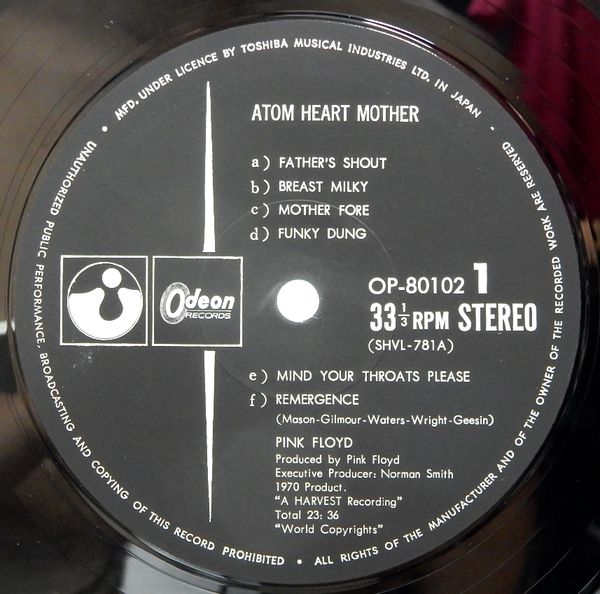 MFD. UNDER LICENCE BY TOSHIBA MUSICAL INDUSTRIES LTD. IN JAPAN -
ATOM HEART MOTHER
a) FATHER'S SHOUT
b) BREAST MILKY
c) MOTHER FORE
d) FUNKY DUNG
Odeon
RECORDS
OP-80102 1
33 1/3 RPM STEREO
(SHVL-781A)
e) MIND YOUR THROATS PLEASE
f) REMERGENCE
(Mason-Gilmour-Waters-Wright-Geesin)
PINK FLOYD
Produced by Pink Floyd
Executive Producer: Norman Smith
1970 Product.
"A HARVEST Recording"
Total 23: 36
"World Copyrights"
UNAUTHORIZED PUBLIC PERFORMANCE, BROADCASTING AND COPYING OF THIS RECORD PROHIBITED • ALL RIGHTS OF THE MANUFACTURER AND OF THE OWNER OF THE RECORDED WORK ARE RESERVED